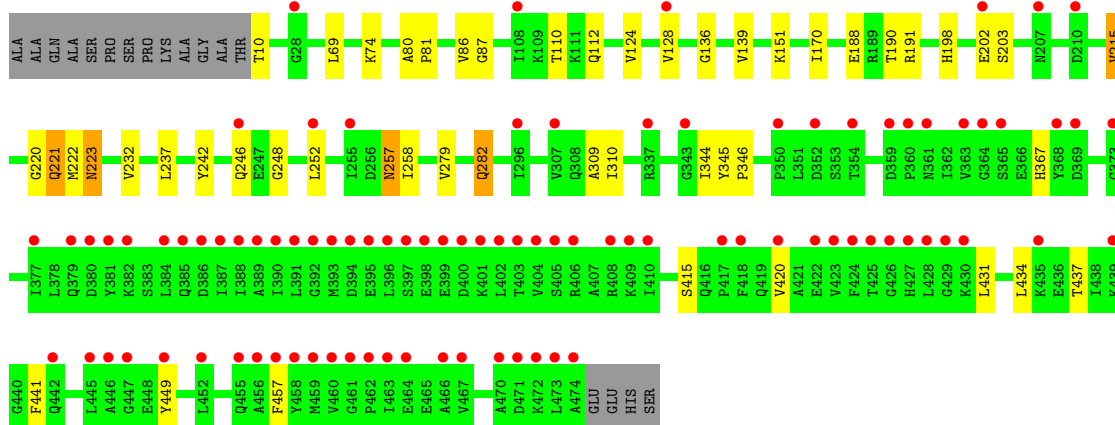 ALA ALA GLN ALA SER PRO SER PRO LYS ALA GLY ALA ALA THR T10 G28 L69 K74 A80 P81 V86 G87 I108 K109 T110 K111 Q112 V124 V128 G136 V139 K151 I170 E188 R189 T190 R191 H198 E202 S203 N207 D210 V215
G220 Q221 M222 N223 V232 L237 Y242 Q246 E247 G248 L252 I255 D256 N257 I258 V279 Q282 I296 V307 Q308 A309 I310 R337 G343 I344 Y345 P346 P350 L351 D352 S353 T354 D359 P360 N361 I362 V363 G364 S365 E366 H367 Y368 D369 G373
I377 L378 Q379 D380 Y381 K382 S383 L384 Q385 D386 I387 I388 A389 I390 L391 G392 M393 D394 E395 L396 S397 E398 E399 D400 K401 L402 T403 V404 S405 R406 A407 R408 K409 I410 S415 Q416 P417 F418 Q419 V420 A421 E422 V423 F424 T425 G426 H427 L428 G429 K430 L431 L434 K435 E436 T437 I438 K439
G440 F441 Q442 L445 A446 G447 E448 Y449 L452 Q455 A456 F457 Y458 M459 V460 G461 P462 I463 E464 E465 A466 V467 A470 D471 K472 L473 A474 GLU GLU HIS SER